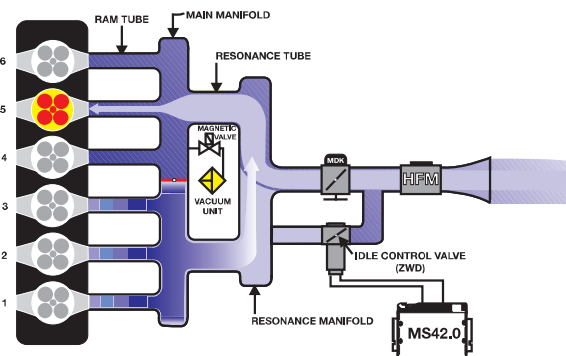 MAIN MANIFOLD
RAM TUBE
RESONANCE TUBE
6
5
MAGNETIC
VALVE
MDK
4
HFM
VACUUM
UNIT
3
2
IDLE CONTROL VALVE
(ZWD)
1
RESONANCE MANIFOLD
MS42.0